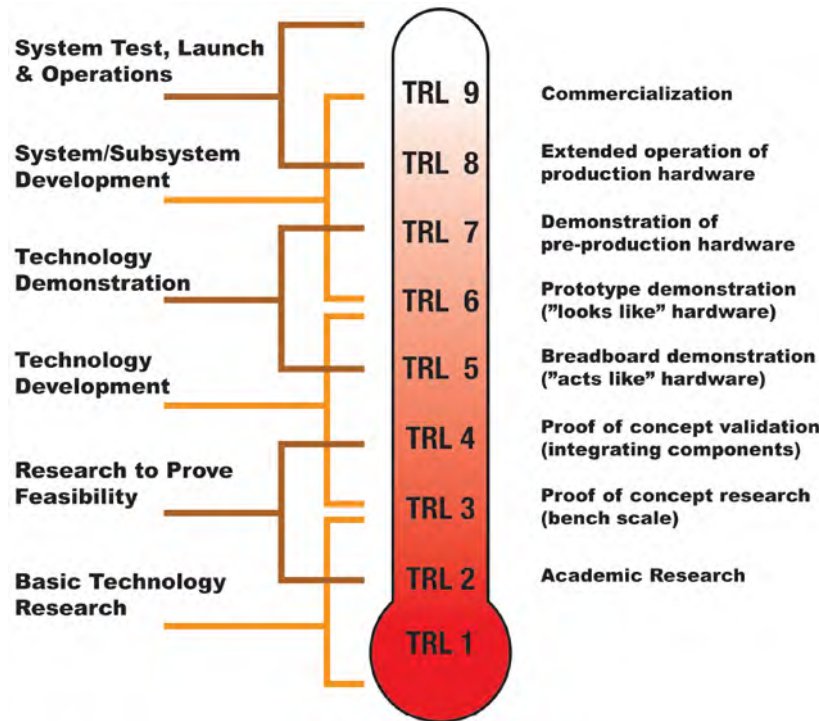 System Test, Launch
& Operations
System/Subsystem
Development
Technology
Demonstration
Technology
Development
Research to Prove
Feasibility
Basic Technology
Research
TRL 9
TRL 8
TRL 7
TRL 6
TRL 5
TRL 4
TRL 3
TRL 2
TRL 1
Commercialization
Extended operation of
production hardware
Demonstration of
pre-production hardware
Prototype demonstration
(”looks like” hardware)
Breadboard demonstration
(”acts like” hardware)
Proof of concept validation
(integrating components)
Proof of concept research
(bench scale)
Academic Research